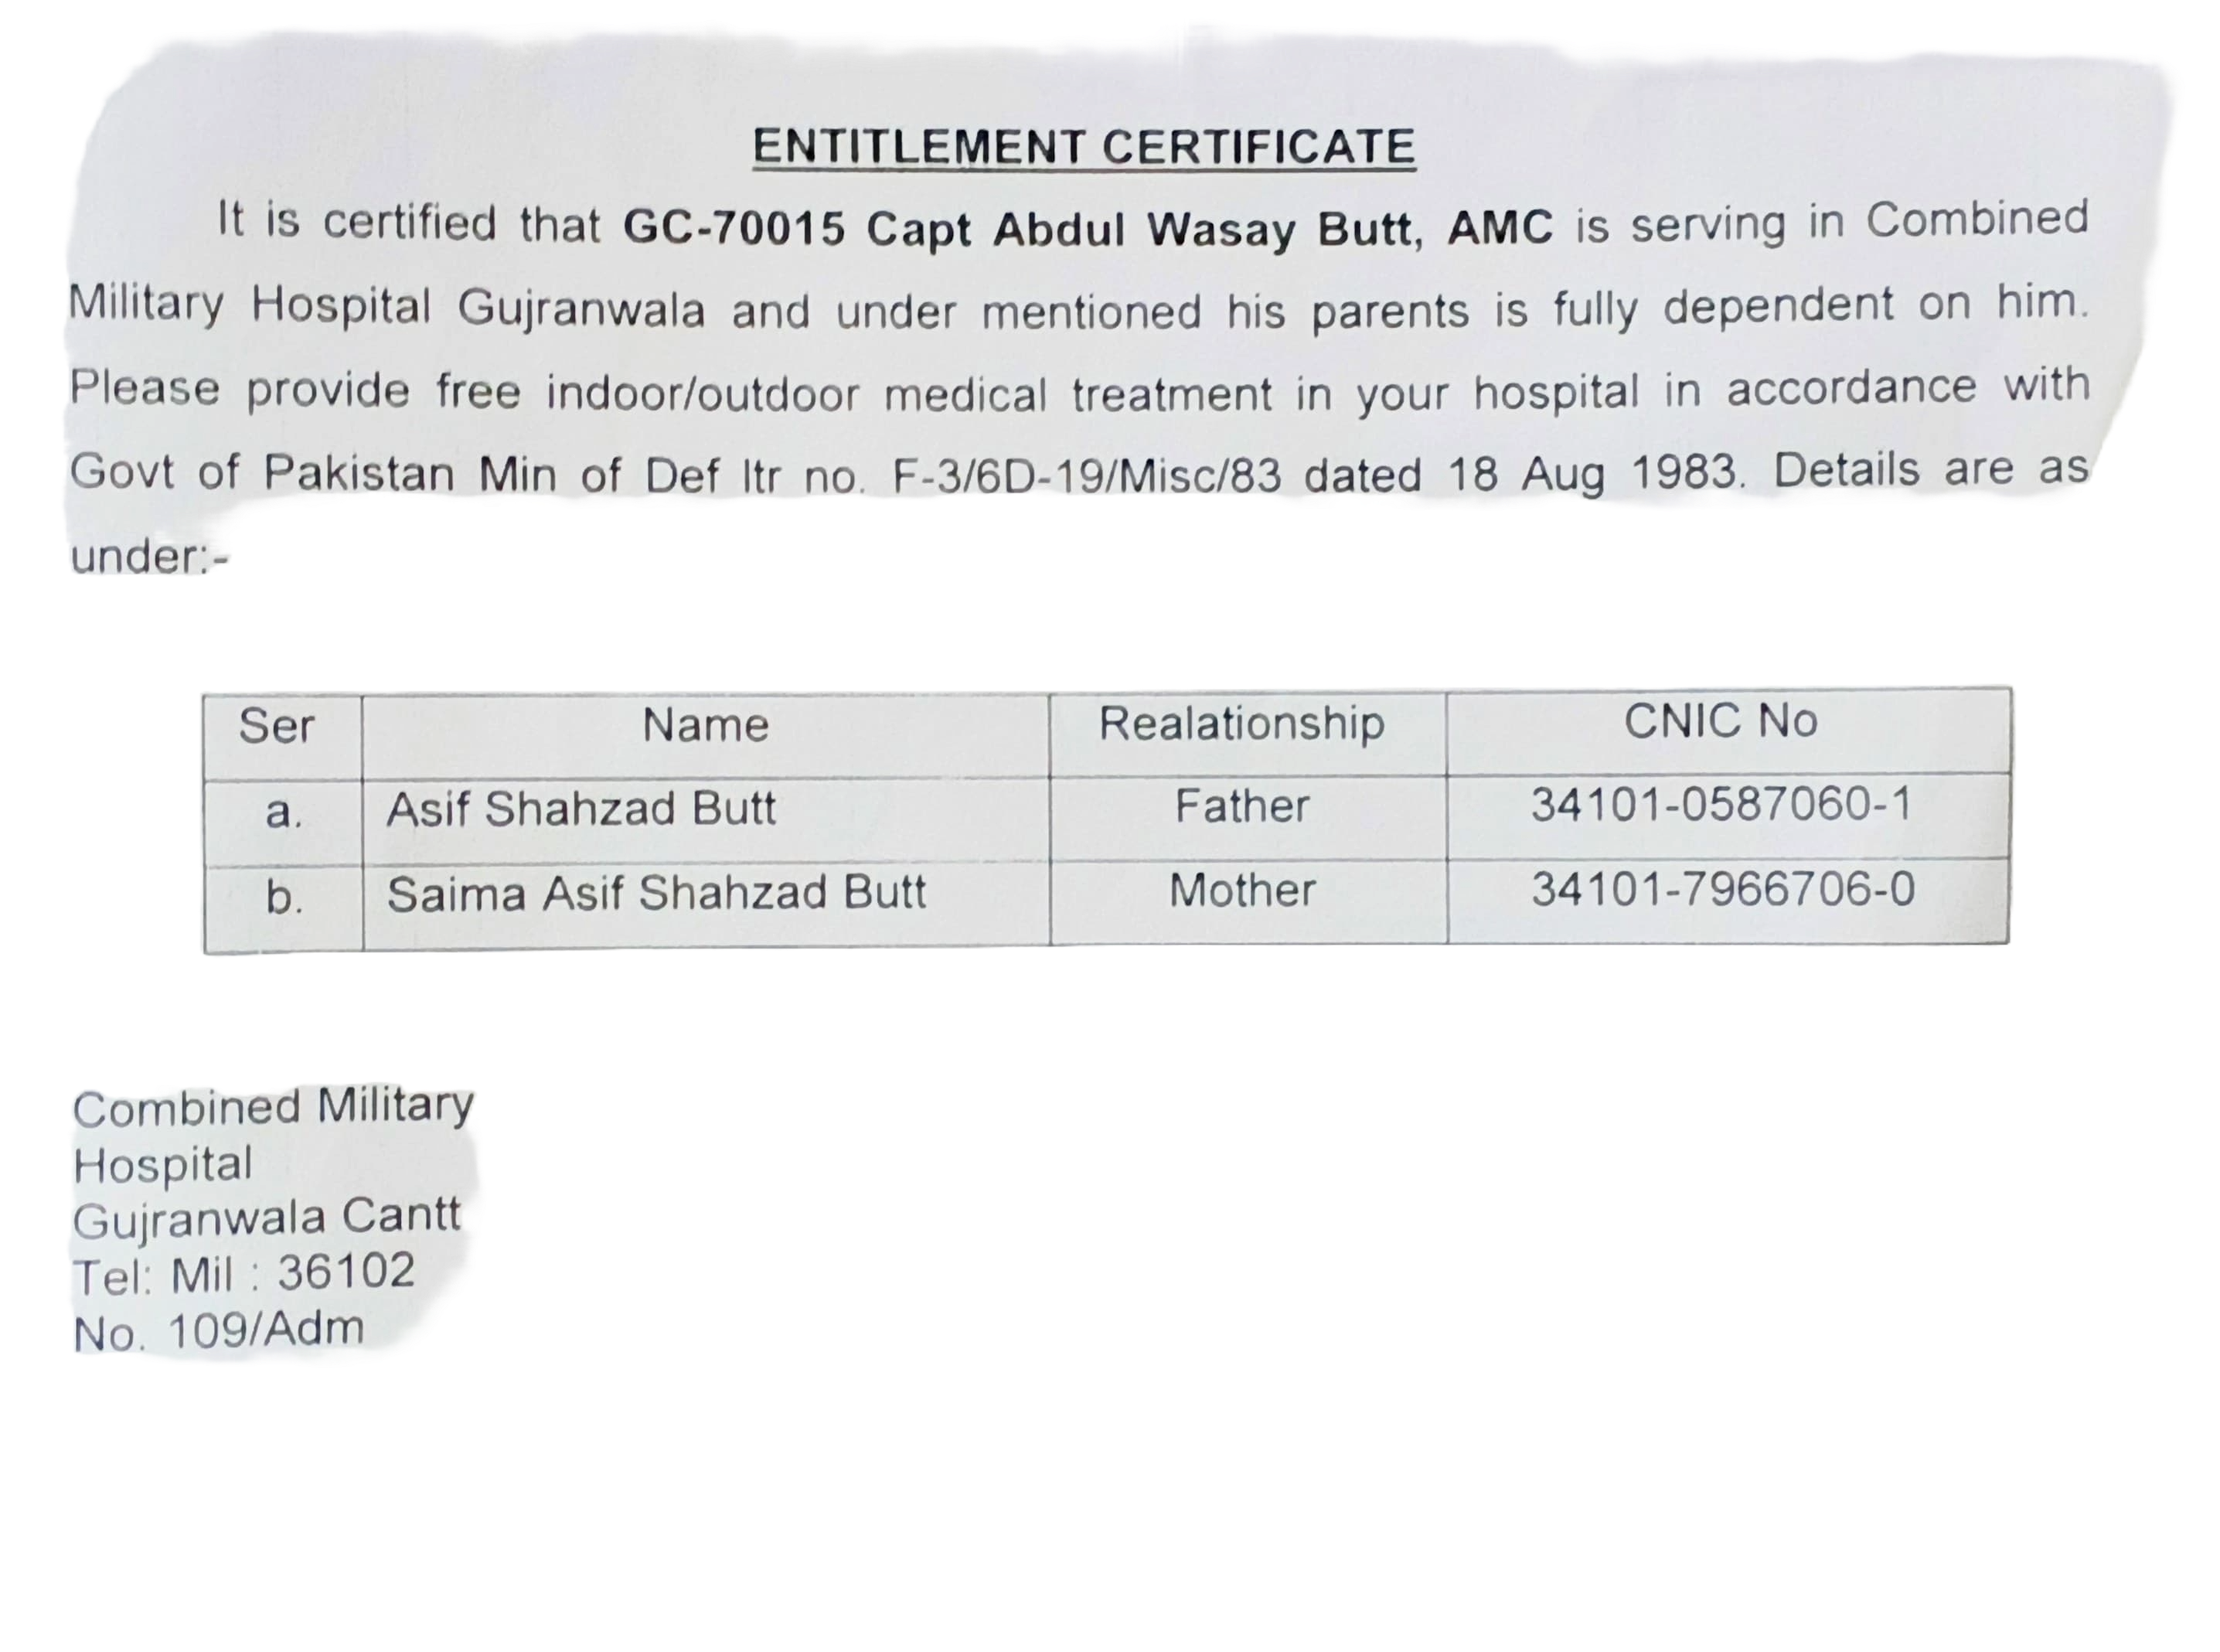 ENTITLEMENT CERTIFICATE
It is certified that GC-70015 Capt Abdul Wasay Butt, AMC is serving in Combined
Military Hospital Gujranwala and under mentioned his parents is fully dependent on him.
Please provide free indoor/outdoor medical treatment in your hospital in accordance with
Govt of Pakistan Min of Def ltr no. F-3/6D-19/Misc/83 dated 18 Aug 1983. Details are as
under:-
Ser Name Realationship CNIC No
a. Asif Shahzad Butt Father 34101-0587060-1
b. Saima Asif Shahzad Butt Mother 34101-7966706-0
Combined Military
Hospital
Gujranwala Cantt
Tel: Mil : 36102
No. 109/Adm